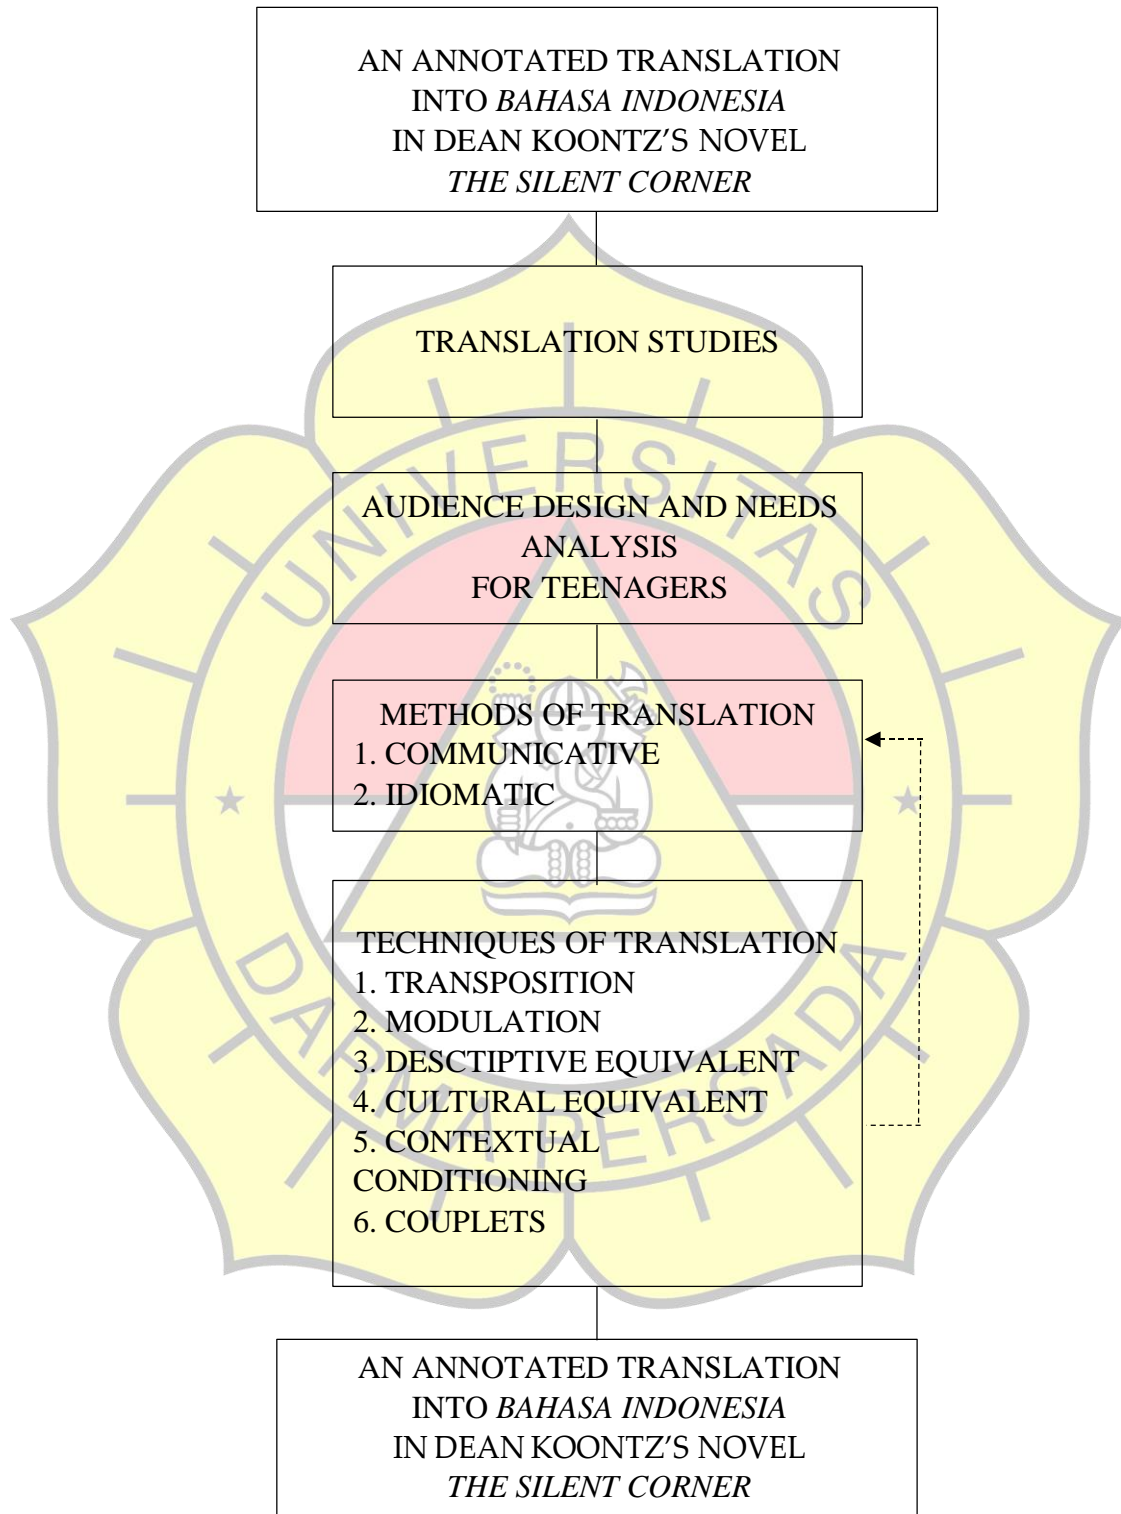 AN ANNOTATED TRANSLATION
INTO BAHASA INDONESIA
IN DEAN KOONTZ’S NOVEL
THE SILENT CORNER
TRANSLATION STUDIES
AUDIENCE DESIGN AND NEEDS
ANALYSIS
FOR TEENAGERS
METHODS OF TRANSLATION
1. COMMUNICATIVE
2. IDIOMATIC
TECHNIQUES OF TRANSLATION
1. TRANSPOSITION
2. MODULATION
3. DESCTIPTIVE EQUIVALENT
4. CULTURAL EQUIVALENT
5. CONTEXTUAL
CONDITIONING
6. COUPLETS
AN ANNOTATED TRANSLATION
INTO BAHASA INDONESIA
IN DEAN KOONTZ’S NOVEL
THE SILENT CORNER
UNIVERSITAS
DARMA PERSADA